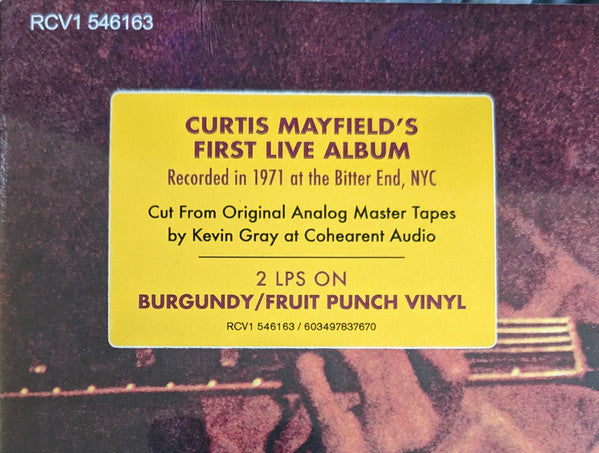 RCV1 546163
CURTIS MAYFIELD'S
FIRST LIVE ALBUM
Recorded in 1971 at the Bitter End, NYC
Cut From Original Analog Master Tapes
by Kevin Gray at Cohearent Audio
2 LPS ON
BURGUNDY/FRUIT PUNCH VINYL
RCV1 546163 / 603497837670